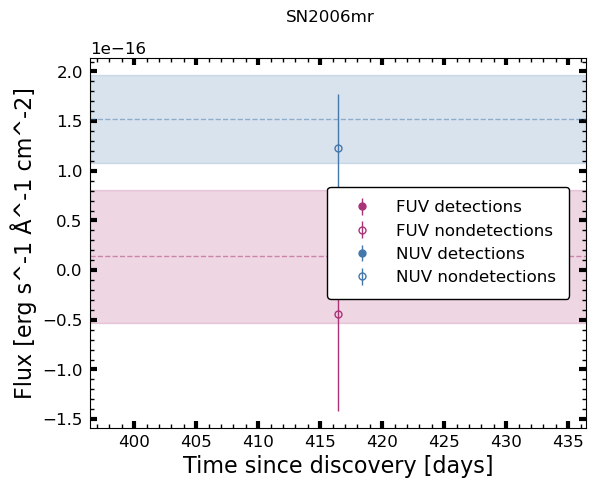 SN2006mr
1e−16
2.0
1.5
1.0
0.5
0.0
−0.5
−1.0
−1.5
Flux [erg s^-1 Å^-1 cm^-2]
FUV detections
FUV nondetections
NUV detections
NUV nondetections
400 405 410 415 420 425 430 435
Time since discovery [days]